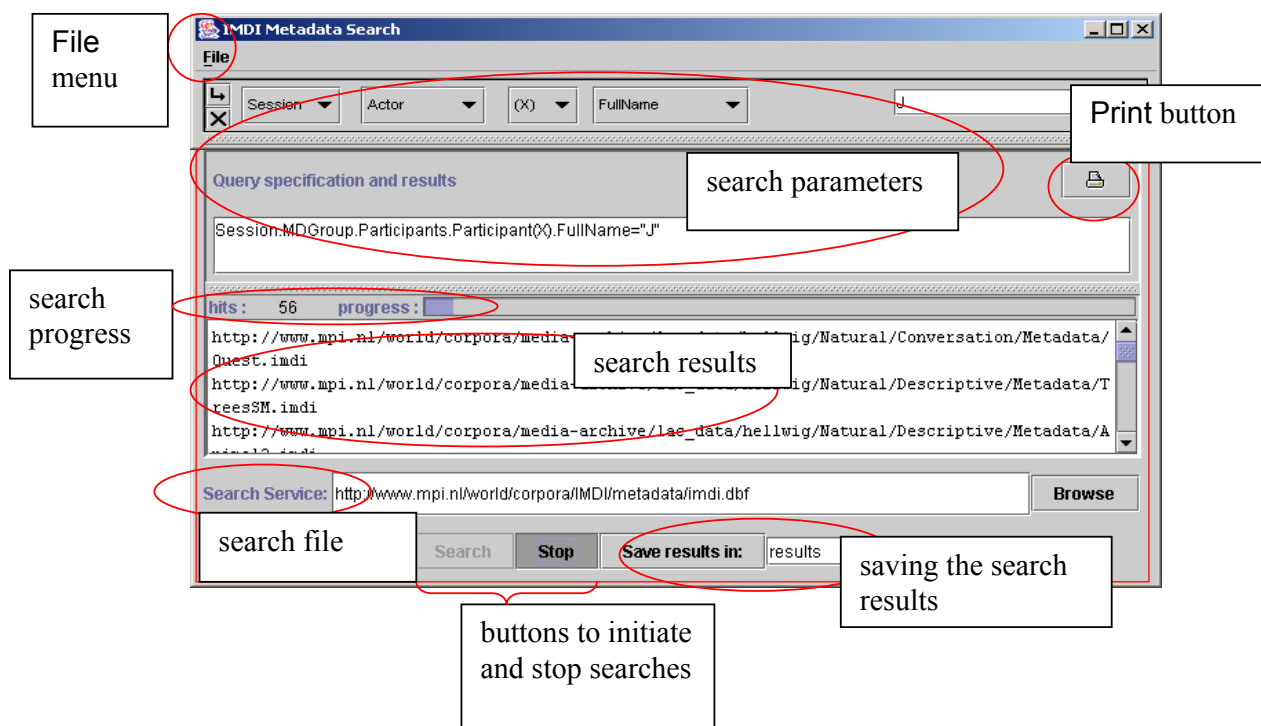 File
menu
IMDI Metadata Search
File
Session
Actor
(X)
FullName
J
Print button
Query specification and results
search parameters
Session.MDGroup.Participants.Participant(X).FullName="J"
search
progress
hits : 56 progress :
http://www.mpi.nl/world/corpora/media- /Natural/Conversation/Metadata/
Quest.imdi
search results
http://www.mpi.nl/world/corpora/media- /Natural/Descriptive/Metadata/T
reesSM.imdi
http://www.mpi.nl/world/corpora/media-archive/lac_data/hellwig/Natural/Descriptive/Metadata/A
Search Service: http://www.mpi.nl/world/corpora/IMDI/metadata/imdi.dbf Browse
search file
Search Stop Save results in: results
saving the search
results
buttons to initiate
and stop searches